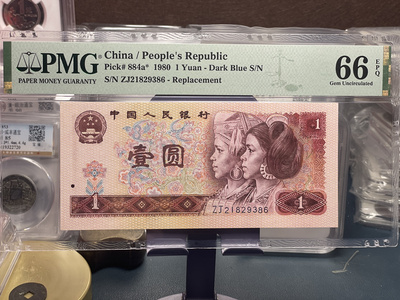 PMG
PAPER MONEY GUARANTY
China / People's Republic
Pick# 884a* 1980 1 Yuan - Dark Blue S/N
S/N ZJ21829386 - Replacement
66 EPQ
Gem Uncirculated
中国人民银行
1
壹圆
1
ZJ21829386